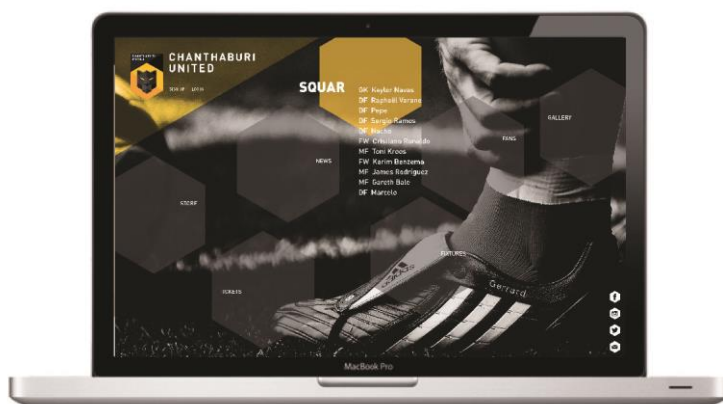 CHANTHABURI
UNITED
SIGN UP LOGIN
SQUAR
GK Keylor Navas
DF Raphaël Varane
DF Pepe
DF Sergio Ramos
DF Nacho
FW Cristiano Ronaldo
MF Toni Kroos
FW Karim Benzema
MF James Rodriguez
MF Gareth Bale
DF Marcelo
GALLERY
FANS
NEWS
STORE
FIXTURES
TICKETS
adidas
Gerrard
MacBook Pro